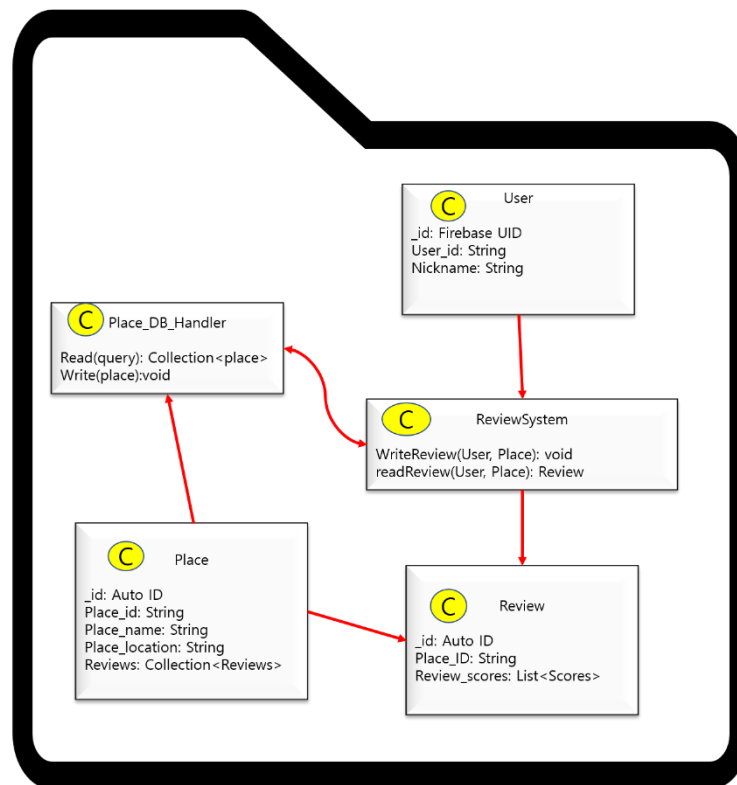 C
User
_id: Firebase UID
User_id: String
Nickname: String
C
Place_DB_Handler
Read(query): Collection<place>
Write(place):void
C
ReviewSystem
WriteReview(User, Place): void
readReview(User, Place): Review
C
Place
_id: Auto ID
Place_id: String
Place_name: String
Place_location: String
Reviews: Collection<Reviews>
C
Review
_id: Auto ID
Place_ID: String
Review_scores: List<Scores>